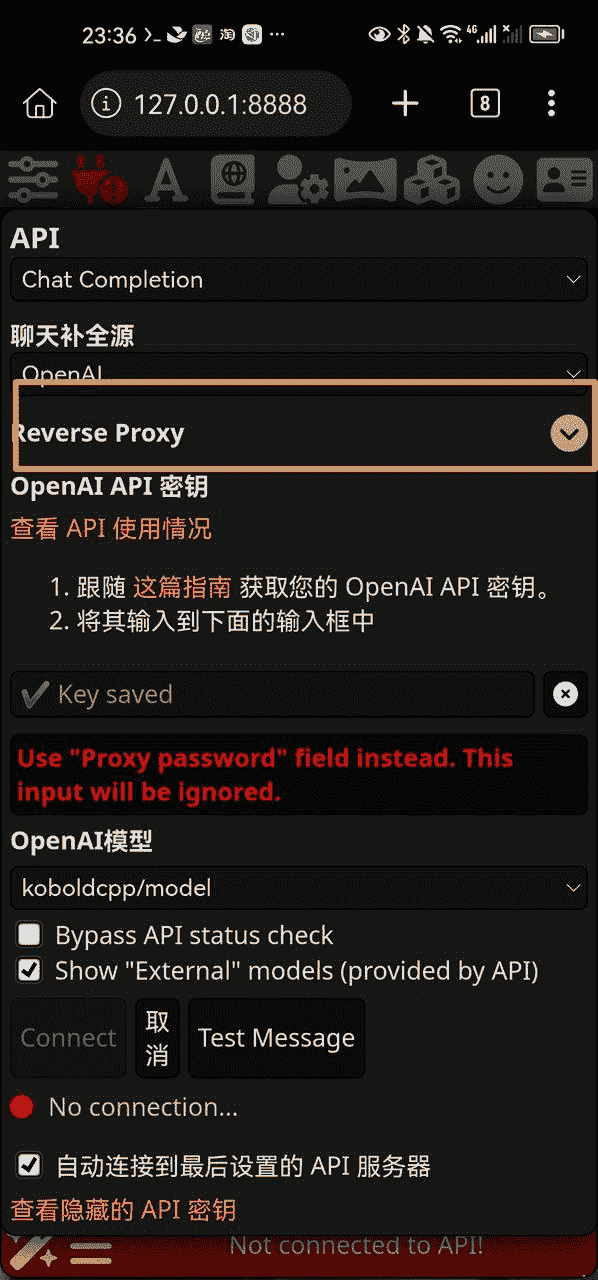 23:36
4G
127.0.0.1:8888
8
API
Chat Completion
聊天补全源
OpenAI
Reverse Proxy
OpenAI API 密钥
查看 API 使用情况
1. 跟随 这篇指南 获取您的 OpenAI API 密钥。
2. 将其输入到下面的输入框中
✔ Key saved
Use "Proxy password" field instead. This
input will be ignored.
OpenAI模型
koboldcpp/model
Bypass API status check
Show "External" models (provided by API)
Connect
取
消
Test Message
No connection...
自动连接到最后设置的 API 服务器
查看隐藏的 API 密钥
Not connected to API!